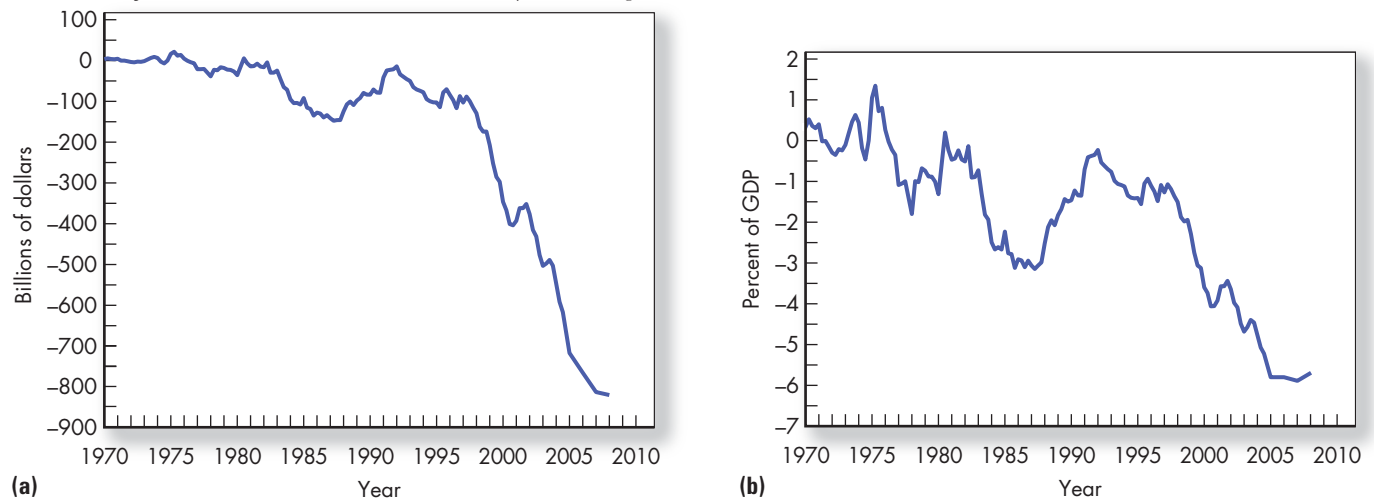 100
0
–100
–200
–300
–400
–500
–600
–700
–800
–900
Billions of dollars
1970 1975 1980 1985 1990 1995 2000 2005 2010
Year
(a)
2
1
0
–1
–2
–3
–4
–5
–6
–7
Percent of GDP
1970 1975 1980 1985 1990 1995 2000 2005 2010
Year
(b)